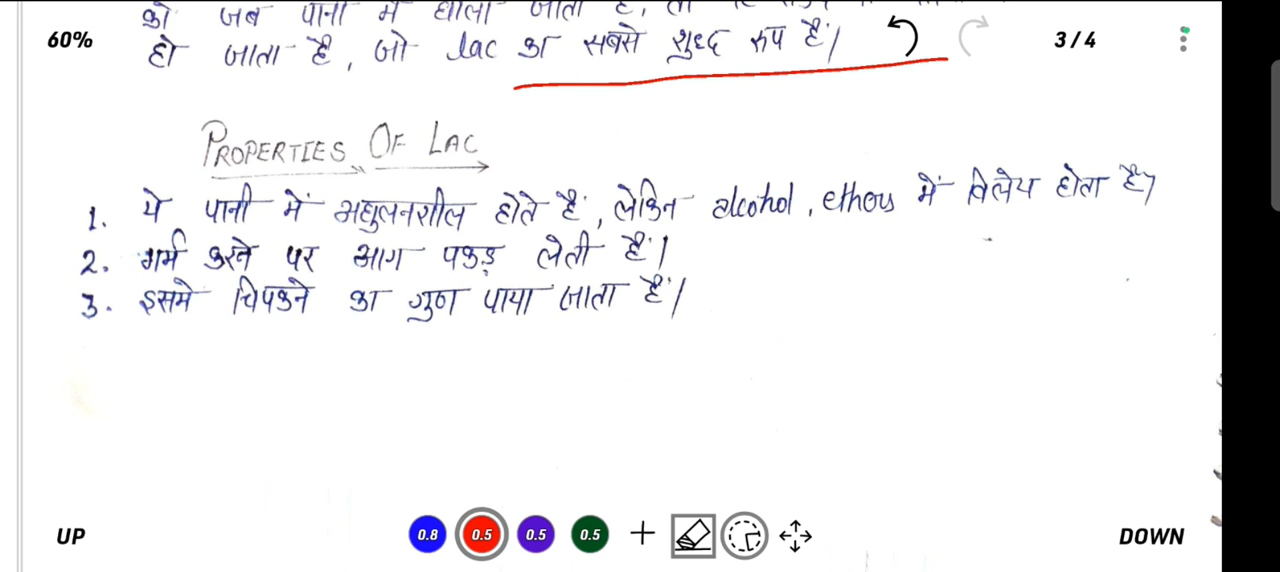 को जब पानी में घोला जाता है,
60%
हो जाता है, जो lac का सबसे शुध्द रूप है।
3 / 4
PROPERTIES OF LAC
1. ये पानी में अघुलनशील होते हैं, लेकिन alcohol, ethers में विलेय होता है।
2. गर्म करने पर आग पकड़ लेती है।
3. इसमे चिपकने का गुण पाया जाता है।
UP
0.8 0.5 0.5 0.5
DOWN